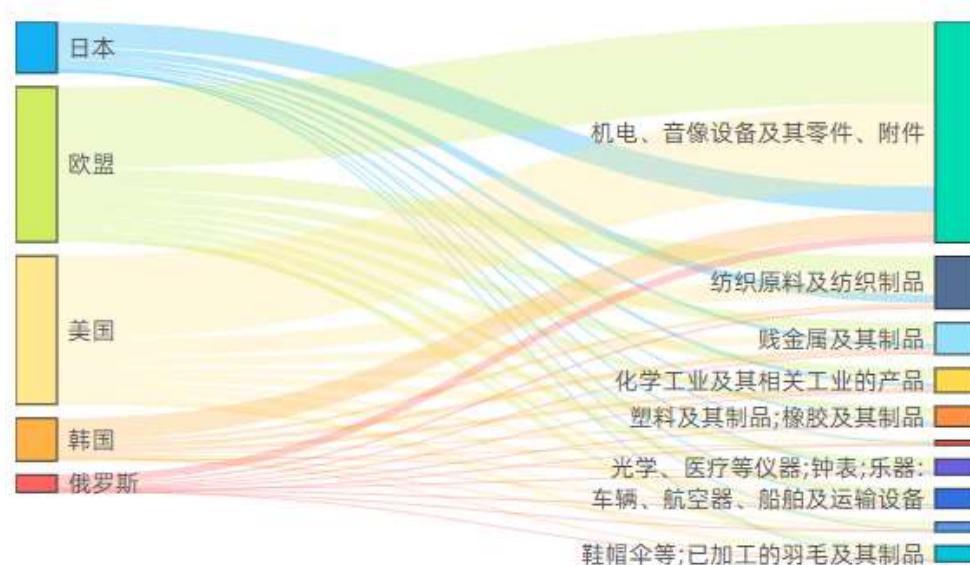 日本
欧盟
美国
韩国
俄罗斯
机电、音像设备及其零件、附件
纺织原料及纺织制品
贱金属及其制品
化学工业及其相关工业的产品
塑料及其制品;橡胶及其制品
光学、医疗等仪器;钟表;乐器:
车辆、航空器、船舶及运输设备
鞋帽伞等;已加工的羽毛及其制品